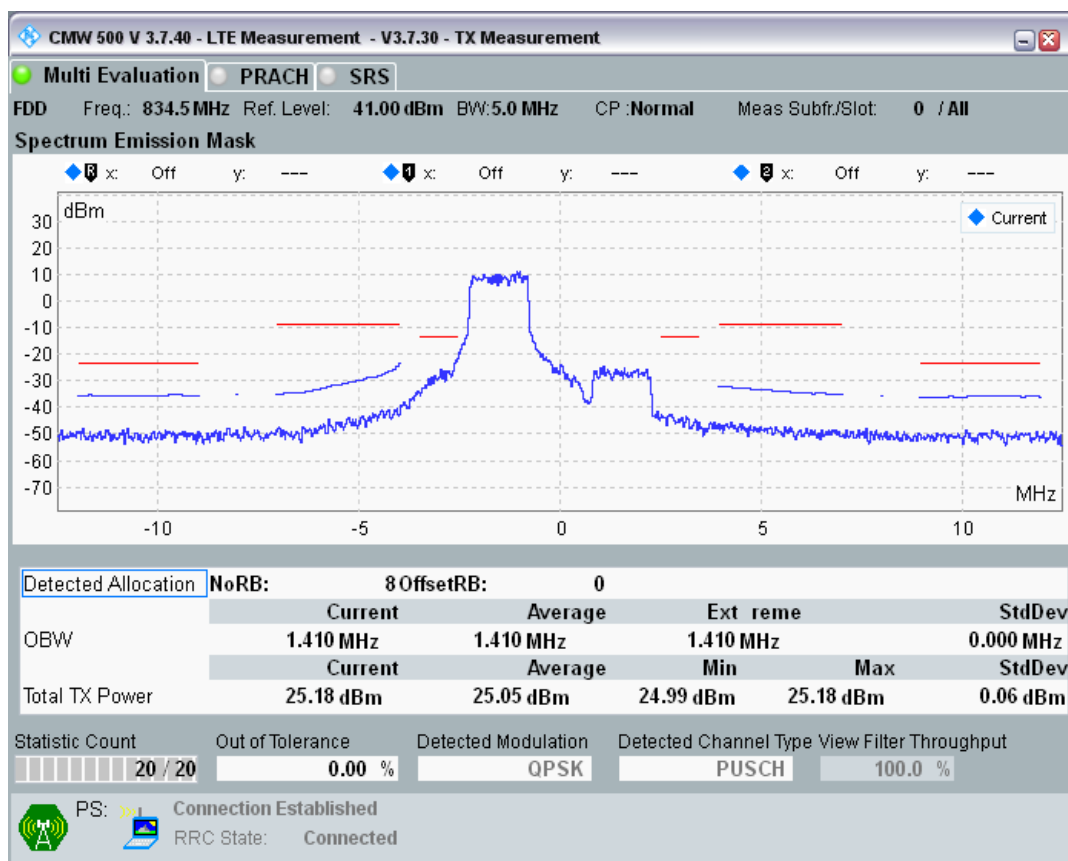 CMW 500 V 3.7.40 - LTE Measurement - V3.7.30 - TX Measurement
Multi Evaluation PRACH SRS
FDD Freq.: 834.5 MHz Ref. Level: 41.00 dBm BW:5.0 MHz CP :Normal Meas Subfr./Slot: 0 / All
Spectrum Emission Mask
R x: Off y: --- 1 x: Off y: --- 2 x: Off y: ---
dBm
Current
30
20
10
0
-10
-20
-30
-40
-50
-60
-70
MHz
-10 -5 0 5 10
Detected Allocation NoRB: 8 OffsetRB: 0
Current Average Ext reme StdDev
OBW 1.410 MHz 1.410 MHz 1.410 MHz 0.000 MHz
Current Average Min Max StdDev
Total TX Power 25.18 dBm 25.05 dBm 24.99 dBm 25.18 dBm 0.06 dBm
Statistic Count Out of Tolerance Detected Modulation Detected Channel Type View Filter Throughput
20 / 20 0.00 % QPSK PUSCH 100.0 %
PS: Connection Established
RRC State: Connected